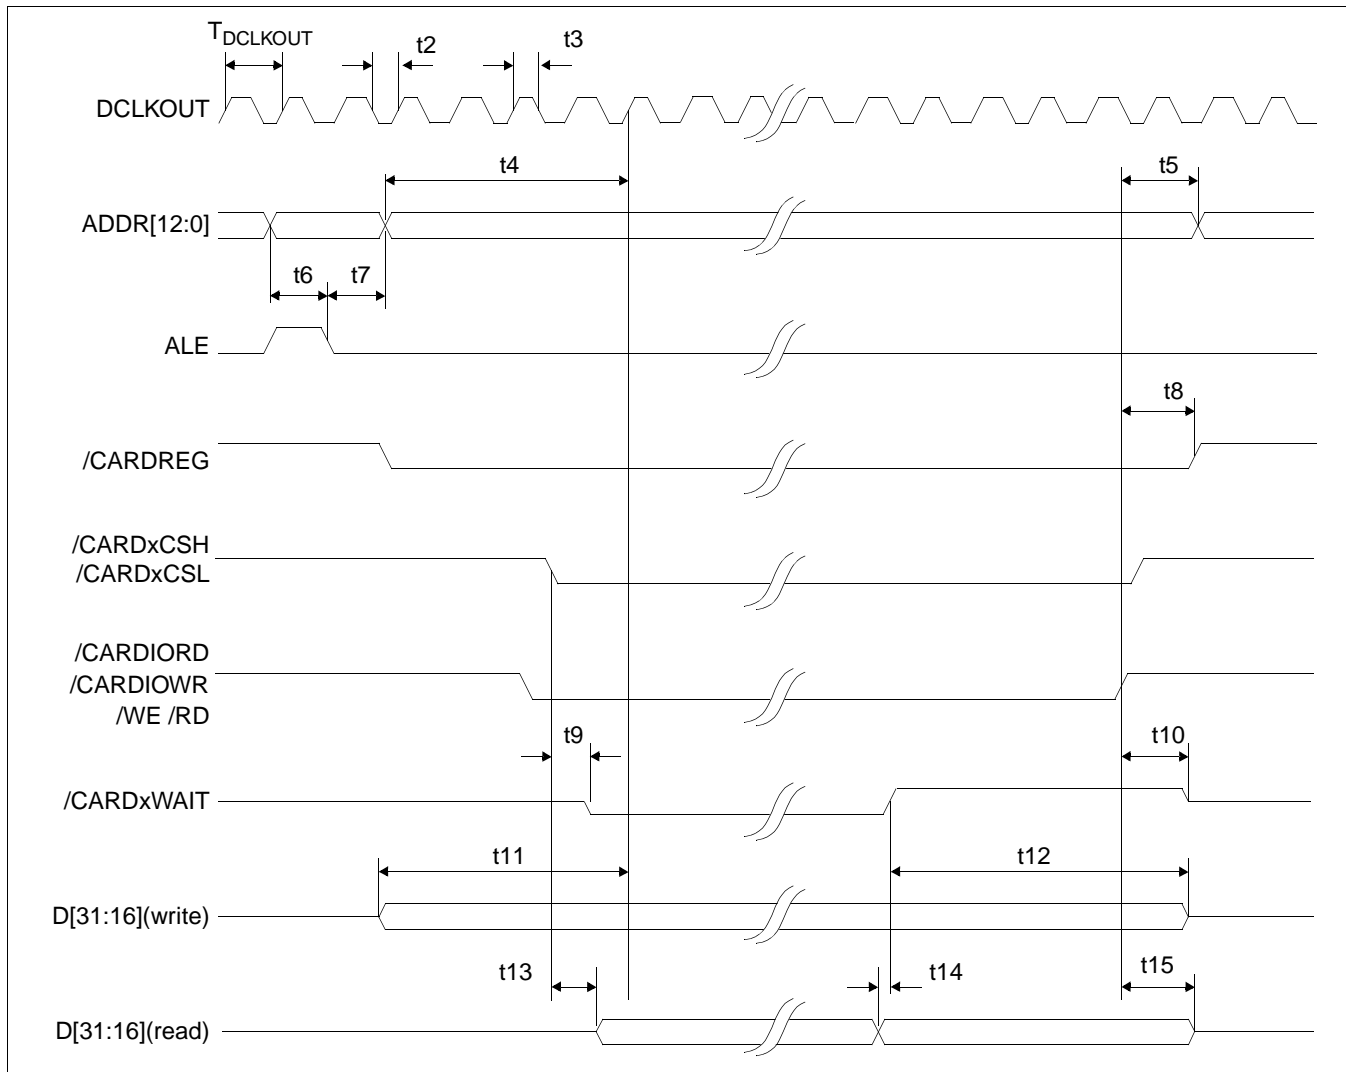 TDCLKOUT
t2
t3
DCLKOUT
t4
t5
ADDR[12:0]
t6
t7
ALE
t8
/CARDREG
/CARDxCSH
/CARDxCSL
/CARDIORD
/CARDIOWR
/WE /RD
t9
t10
/CARDxWAIT
t11
t12
D[31:16](write)
t13
t14
t15
D[31:16](read)